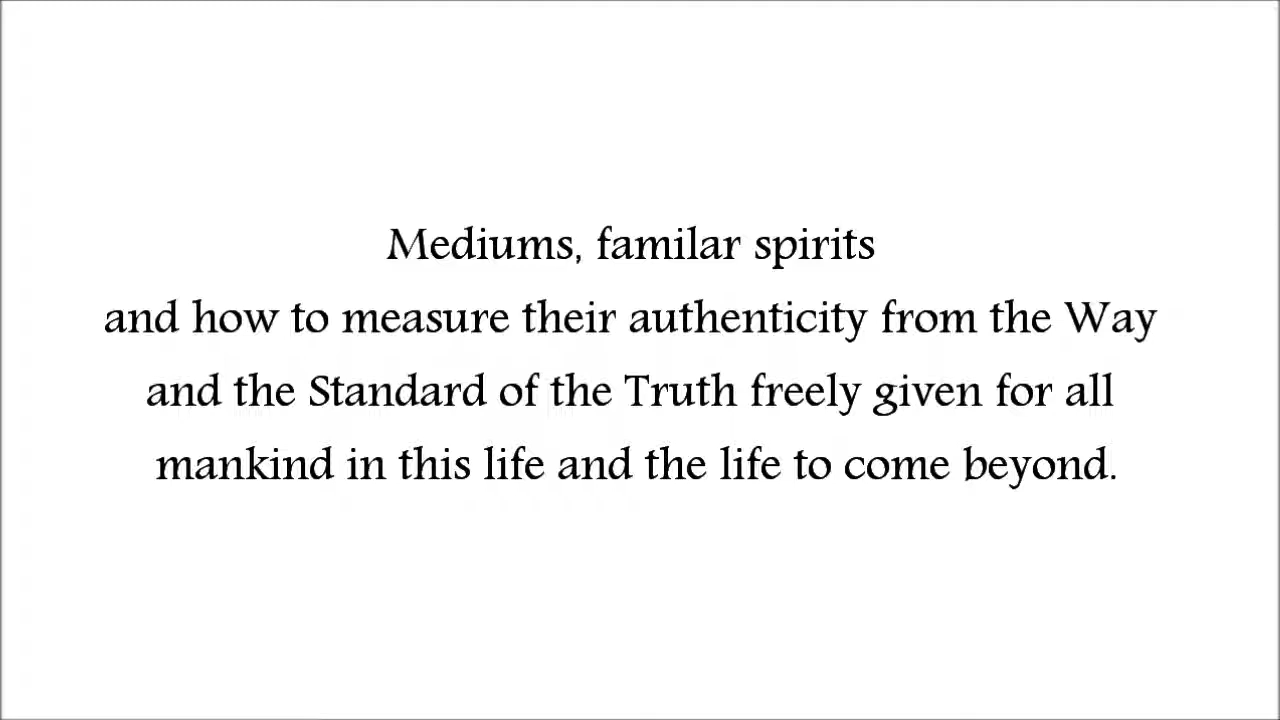 Mediums, familar spirits
and how to measure their authenticity from the Way
and the Standard of the Truth freely given for all
mankind in this life and the life to come beyond.